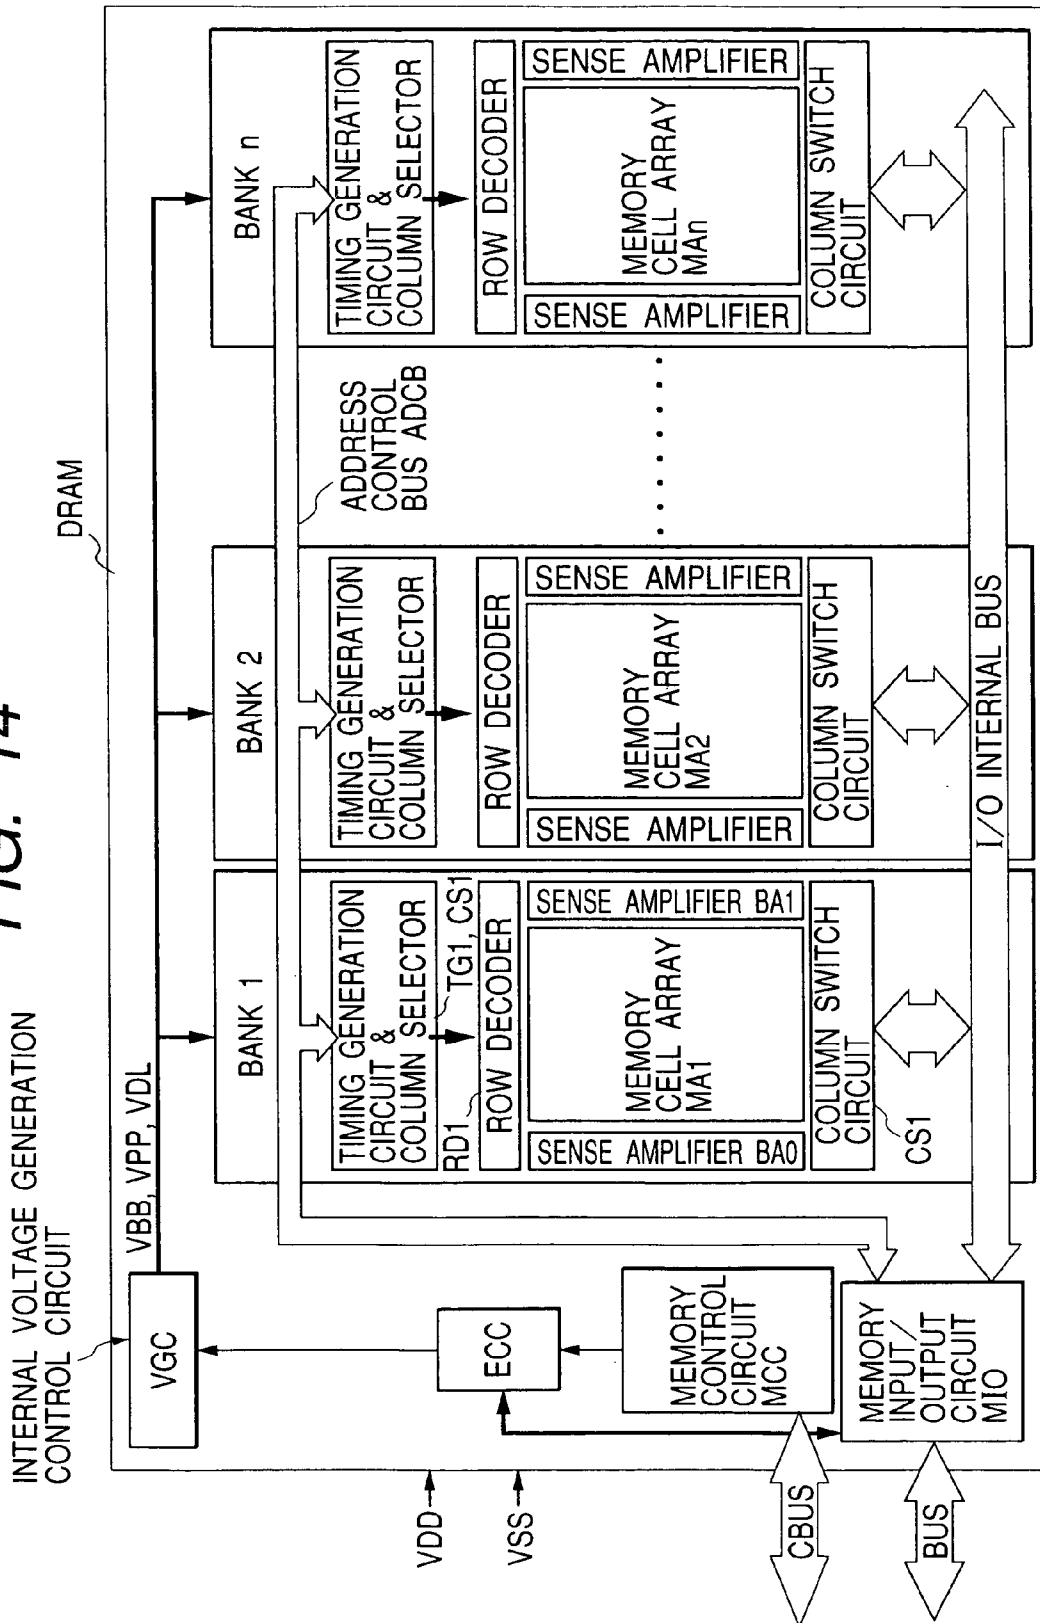 FIG. 14
INTERNAL VOLTAGE GENERATION
CONTROL CIRCUIT
DRAM
VGC
VBB, VPP, VDL
VDD
VSS
ECC
MEMORY
CONTROL
CIRCUIT
MCC
MEMORY
INPUT/
OUTPUT
CIRCUIT
MIO
CBUS
BUS
BANK 1
TIMING GENERATION
CIRCUIT &
COLUMN SELECTOR
TG1, CS1
RD1
ROW DECODER
SENSE AMPLIFIER BA0
MEMORY
CELL ARRAY
MA1
SENSE AMPLIFIER BA1
COLUMN SWITCH
CIRCUIT
CS1
BANK 2
TIMING GENERATION
CIRCUIT &
COLUMN SELECTOR
ROW DECODER
SENSE AMPLIFIER
MEMORY
CELL ARRAY
MA2
SENSE AMPLIFIER
COLUMN SWITCH
CIRCUIT
I/O INTERNAL BUS
ADDRESS
CONTROL
BUS ADCB
BANK n
TIMING GENERATION
CIRCUIT &
COLUMN SELECTOR
ROW DECODER
SENSE AMPLIFIER
MEMORY
CELL ARRAY
MAn
SENSE AMPLIFIER
COLUMN SWITCH
CIRCUIT